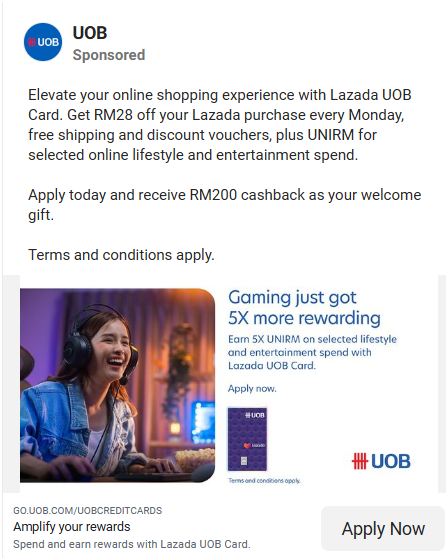 UOB
UOB
Sponsored
Elevate your online shopping experience with Lazada UOB
Card. Get RM28 off your Lazada purchase every Monday,
free shipping and discount vouchers, plus UNIRM for
selected online lifestyle and entertainment spend.
Apply today and receive RM200 cashback as your welcome
gift.
Terms and conditions apply.
Gaming just got
5X more rewarding
Earn 5X UNIRM on selected lifestyle
and entertainment spend with
Lazada UOB Card.
Apply now.
UOB
Lazada
UOB
Terms and conditions apply.
GO.UOB.COM/UOBCREDITCARDS
Amplify your rewards
Spend and earn rewards with Lazada UOB Card.
Apply Now